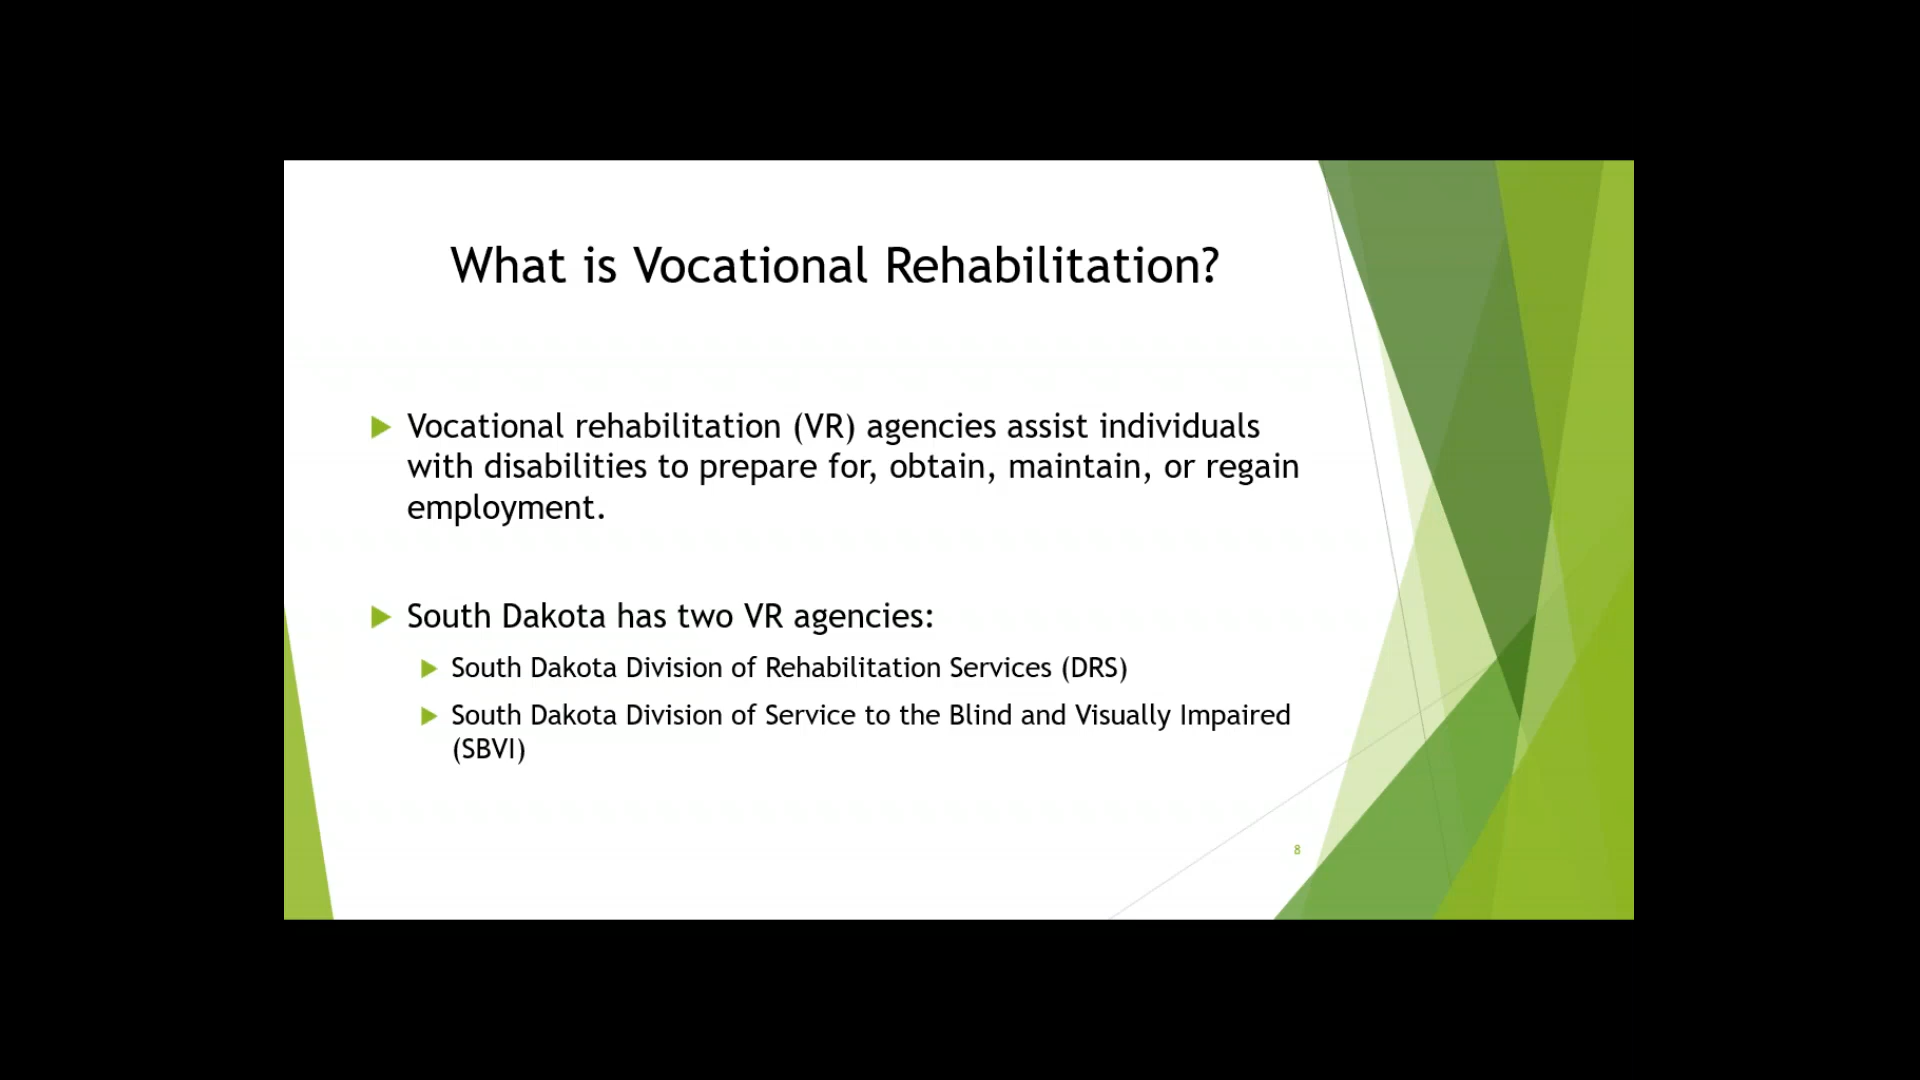 What is Vocational Rehabilitation?
Vocational rehabilitation (VR) agencies assist individuals
with disabilities to prepare for, obtain, maintain, or regain
employment.
South Dakota has two VR agencies:
South Dakota Division of Rehabilitation Services (DRS)
South Dakota Division of Service to the Blind and Visually Impaired
(SBVI)
8